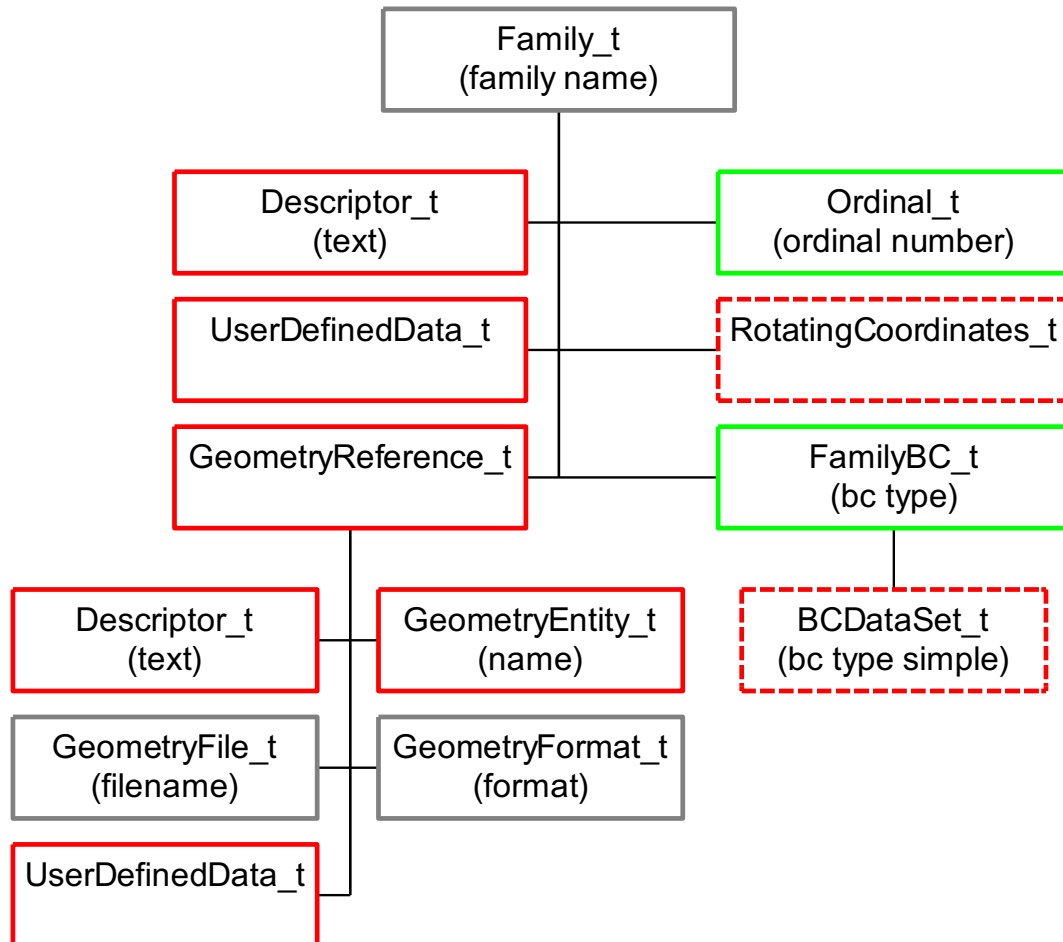 Family_t
(family name)
Descriptor_t
(text)
Ordinal_t
(ordinal number)
UserDefinedData_t
RotatingCoordinates_t
GeometryReference_t
FamilyBC_t
(bc type)
Descriptor_t
(text)
GeometryEntity_t
(name)
BCDataSet_t
(bc type simple)
GeometryFile_t
(filename)
GeometryFormat_t
(format)
UserDefinedData_t